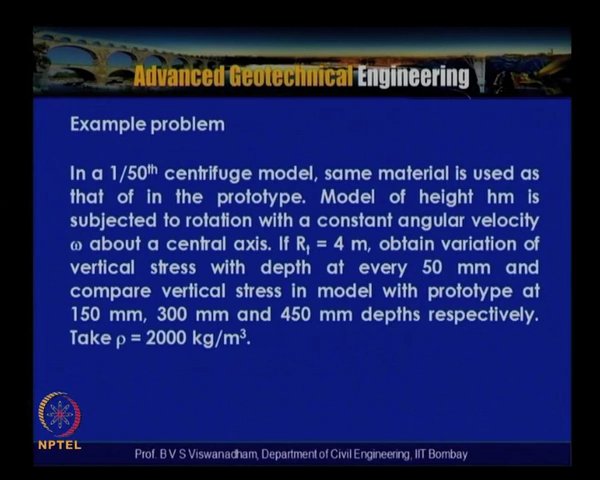 Advanced Geotechnical Engineering
Example problem
In a 1/50th centrifuge model, same material is used as
that of in the prototype. Model of height hm is
subjected to rotation with a constant angular velocity
ω about a central axis. If Rt = 4 m, obtain variation of
vertical stress with depth at every 50 mm and
compare vertical stress in model with prototype at
150 mm, 300 mm and 450 mm depths respectively.
Take ρ = 2000 kg/m³.
NPTEL
Prof. B V S Viswanadham, Department of Civil Engineering, IIT Bombay